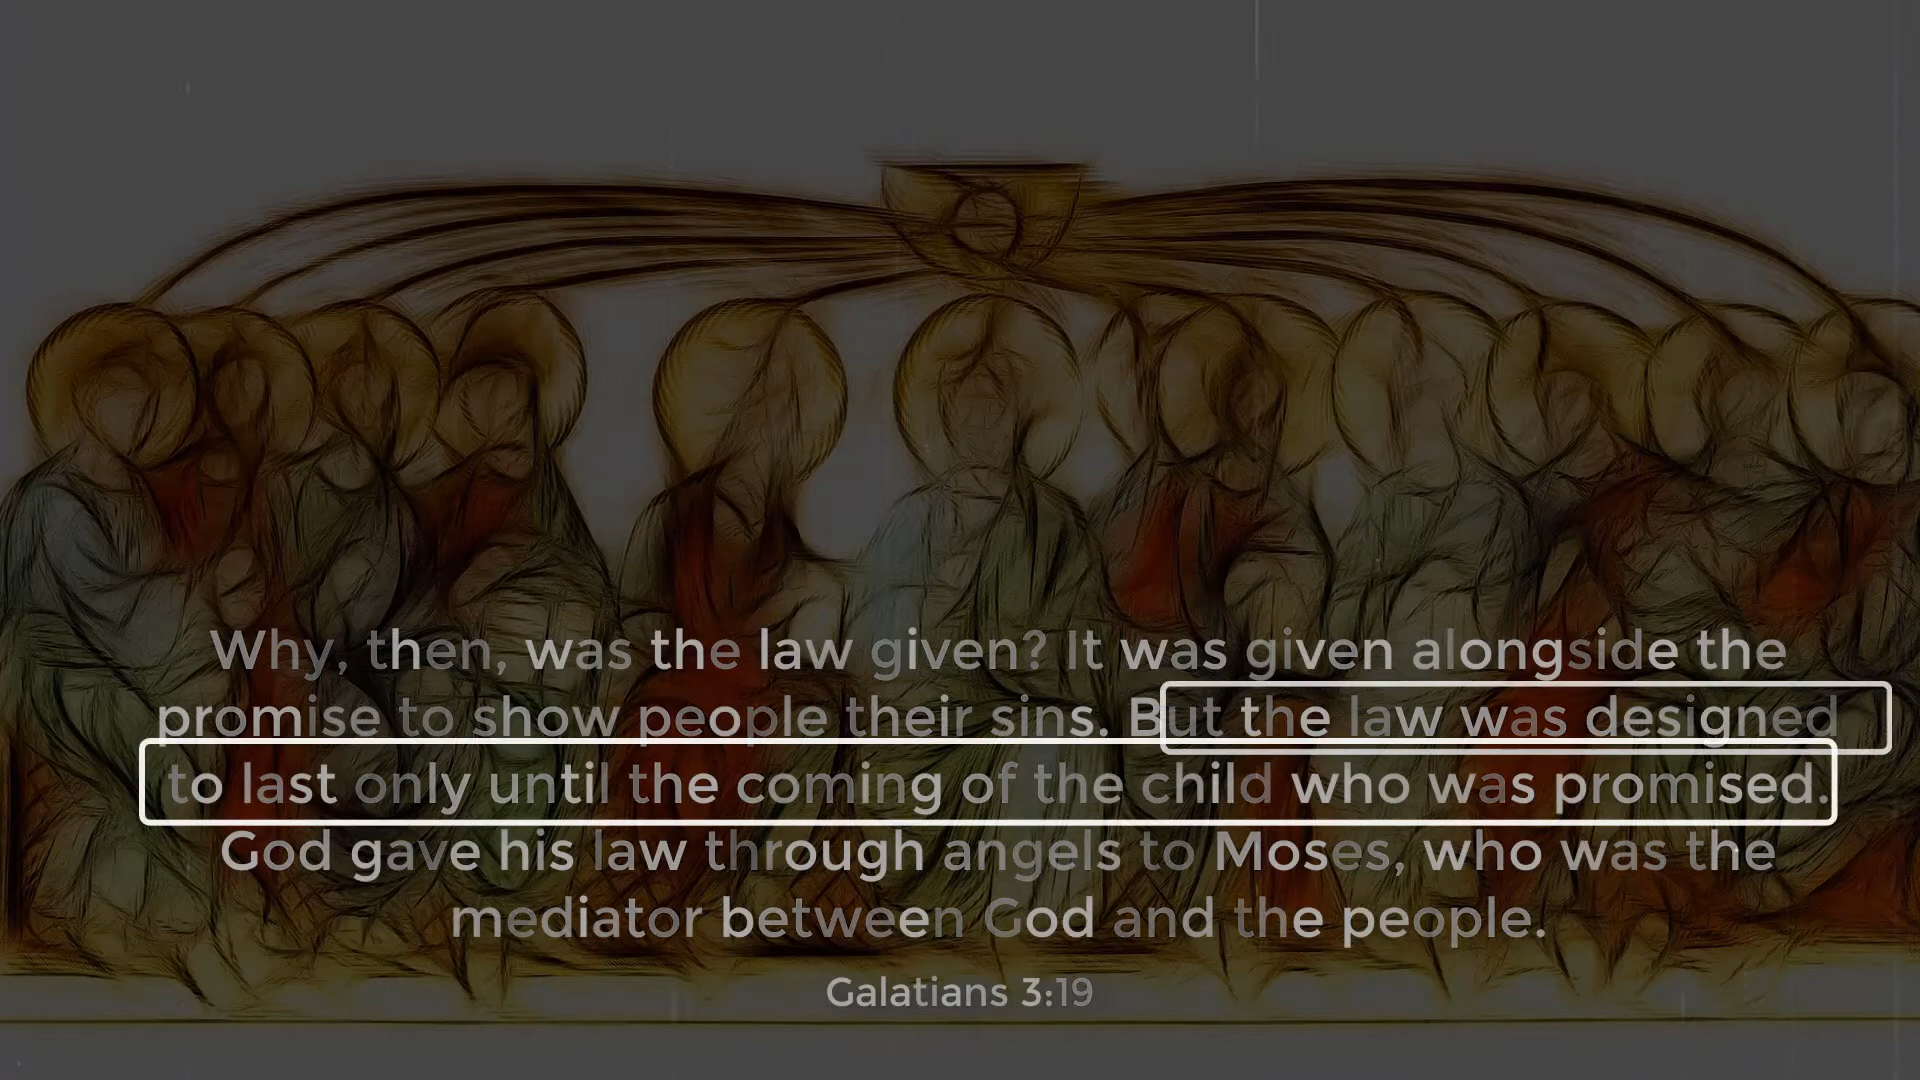 Why, then, was the law given? It was given alongside the
promise to show people their sins. But the law was designed
to last only until the coming of the child who was promised.
God gave his law through angels to Moses, who was the
mediator between God and the people.
Galatians 3:19